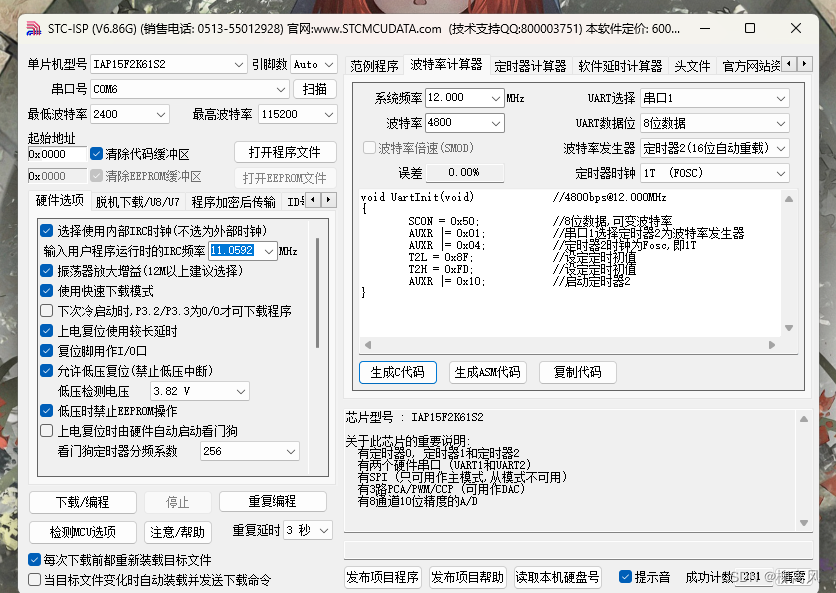 STC-ISP (V6.86G) (销售电话: 0513-55012928) 官网:www.STCMCUDATA.com (技术支持QQ:800003751) 本软件定价: 600...
单片机型号 IAP15F2K61S2 引脚数 Auto
串口号 COM6 扫描
最低波特率 2400 最高波特率 115200
起始地址
0x0000 清除代码缓冲区 打开程序文件
0x0000 清除EEPROM缓冲区 打开EEPROM文件
硬件选项 脱机下载/U8/U7 程序加密后传输
选择使用内部IRC时钟(不选为外部时钟)
输入用户程序运行时的IRC频率 11.0592 MHz
振荡器放大增益(12M以上建议选择)
使用快速下载模式
下次冷启动时,P3.2/P3.3为0/0才可下载程序
上电复位使用较长延时
复位脚用作I/O口
允许低压复位(禁止低压中断)
低压检测电压 3.82 V
低压时禁止EEPROM操作
上电复位时由硬件自动启动看门狗
看门狗定时器分频系数 256
下载/编程 停止 重复编程
检测MCU选项 注意/帮助 重复延时 3 秒
每次下载前都重新装载目标文件
当目标文件变化时自动装载并发送下载命令
范例程序 波特率计算器 定时器计算器 软件延时计算器 头文件 官方网站资
系统频率 12.000 MHz UART选择 串口1
波特率 4800 UART数据位 8位数据
波特率倍速(SMOD) 波特率发生器 定时器2(16位自动重载)
误差 0.00% 定时器时钟 1T (FOSC)
void UartInit(void) //4800bps@12.000MHz
{
SCON = 0x50; //8位数据,可变波特率
AUXR |= 0x01; //串口1选择定时器2为波特率发生器
AUXR |= 0x04; //定时器2时钟为Fosc,即1T
T2L = 0x8F; //设定定时初值
T2H = 0xFD; //设定定时初值
AUXR |= 0x10; //启动定时器2
}
生成C代码 生成ASM代码 复制代码
芯片型号 : IAP15F2K61S2
关于此芯片的重要说明:
有定时器0, 定时器1和定时器2
有两个硬件串口 (UART1和UART2)
有SPI (只可用作主模式,从模式不可用)
有3路PCA/PWM/CCP (可用作DAC)
有8通道10位精度的A/D
发布项目程序 发布项目帮助 读取本机硬盘号 提示音 成功计数 231 清零